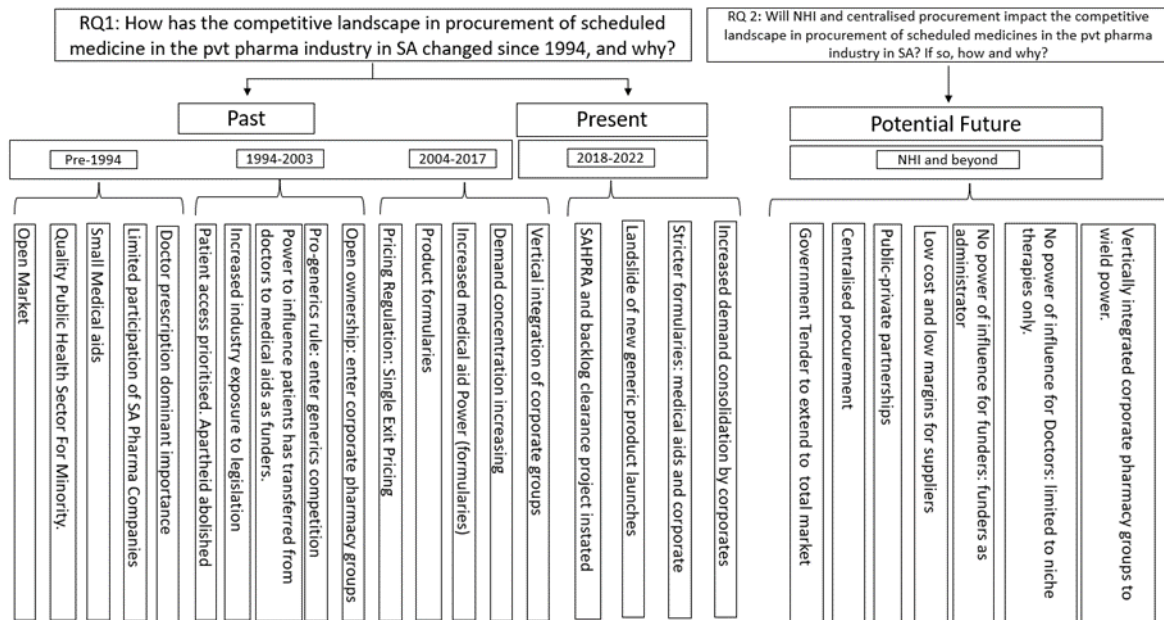 RQ1: How has the competitive landscape in procurement of scheduled
medicine in the pvt pharma industry in SA changed since 1994, and why?
RQ 2: Will NHI and centralised procurement impact the competitive
landscape in procurement of scheduled medicines in the pvt pharma
industry in SA? If so, how and why?
Past
Present
Potential Future
Pre-1994
1994-2003
2004-2017
2018-2022
NHI and beyond
Open Market
Quality Public Health Sector For Minority.
Small Medical aids
Limited participation of SA Pharma Companies
Doctor prescription dominant importance
Patient access prioritised. Apartheid abolished
Increased industry exposure to legislation
Power to influence patients has transferred from
doctors to medical aids as funders.
Pro-generics rule: enter generics competition
Open ownership: enter corporate pharmacy groups
Pricing Regulation: Single Exit Pricing
Product formularies
Increased medical aid Power (formularies)
Demand concentration increasing
Vertical integration of corporate groups
SAHPRA and backlog clearance project instated
Landslide of new generic product launches
Stricter formularies: medical aids and corporate
Increased demand consolidation by corporates
Government Tender to extend to total market
Centralised procurement
Public-private partnerships
Low cost and low margins for suppliers
No power of influence for funders: funders as
administrator
No power of influence for Doctors: limited to niche
therapies only.
Vertically integrated corporate pharmacy groups to
wield power.